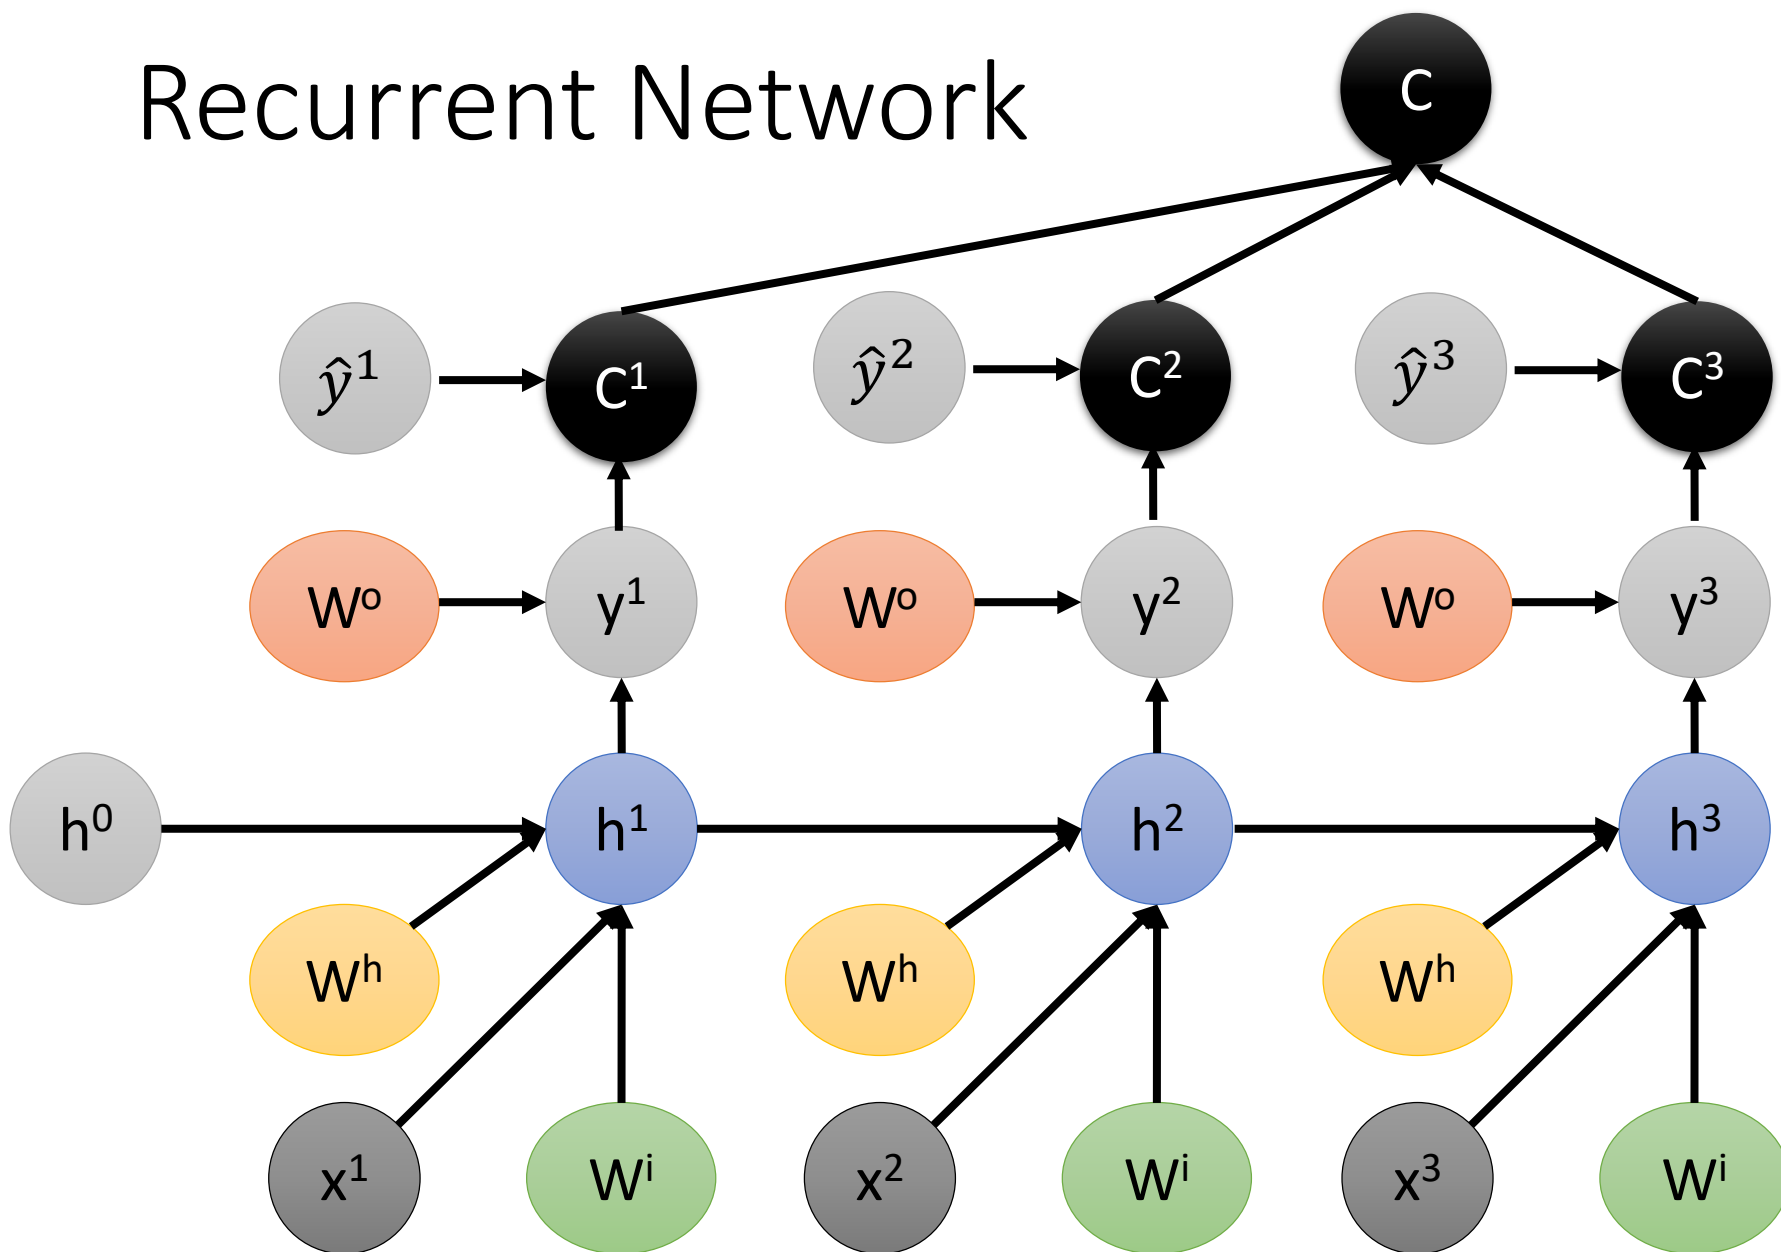 Recurrent Network
C
ŷ¹ C¹ ŷ² C² ŷ³ C³
Wᵒ y¹ Wᵒ y² Wᵒ y³
h⁰ h¹ h² h³
Wʰ Wʰ Wʰ
x¹ Wⁱ x² Wⁱ x³ Wⁱ